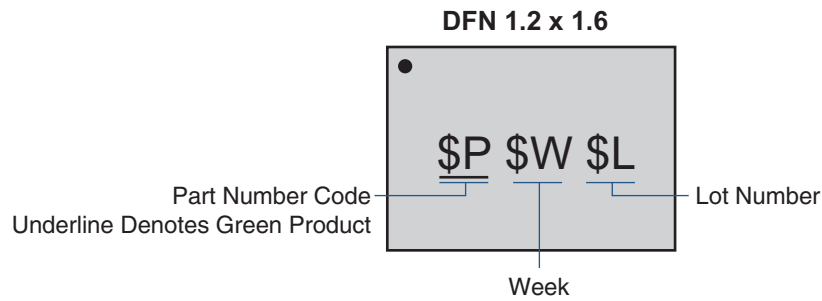 DFN 1.2 x 1.6
$P $W $L
Part Number Code
Underline Denotes Green Product
Lot Number
Week